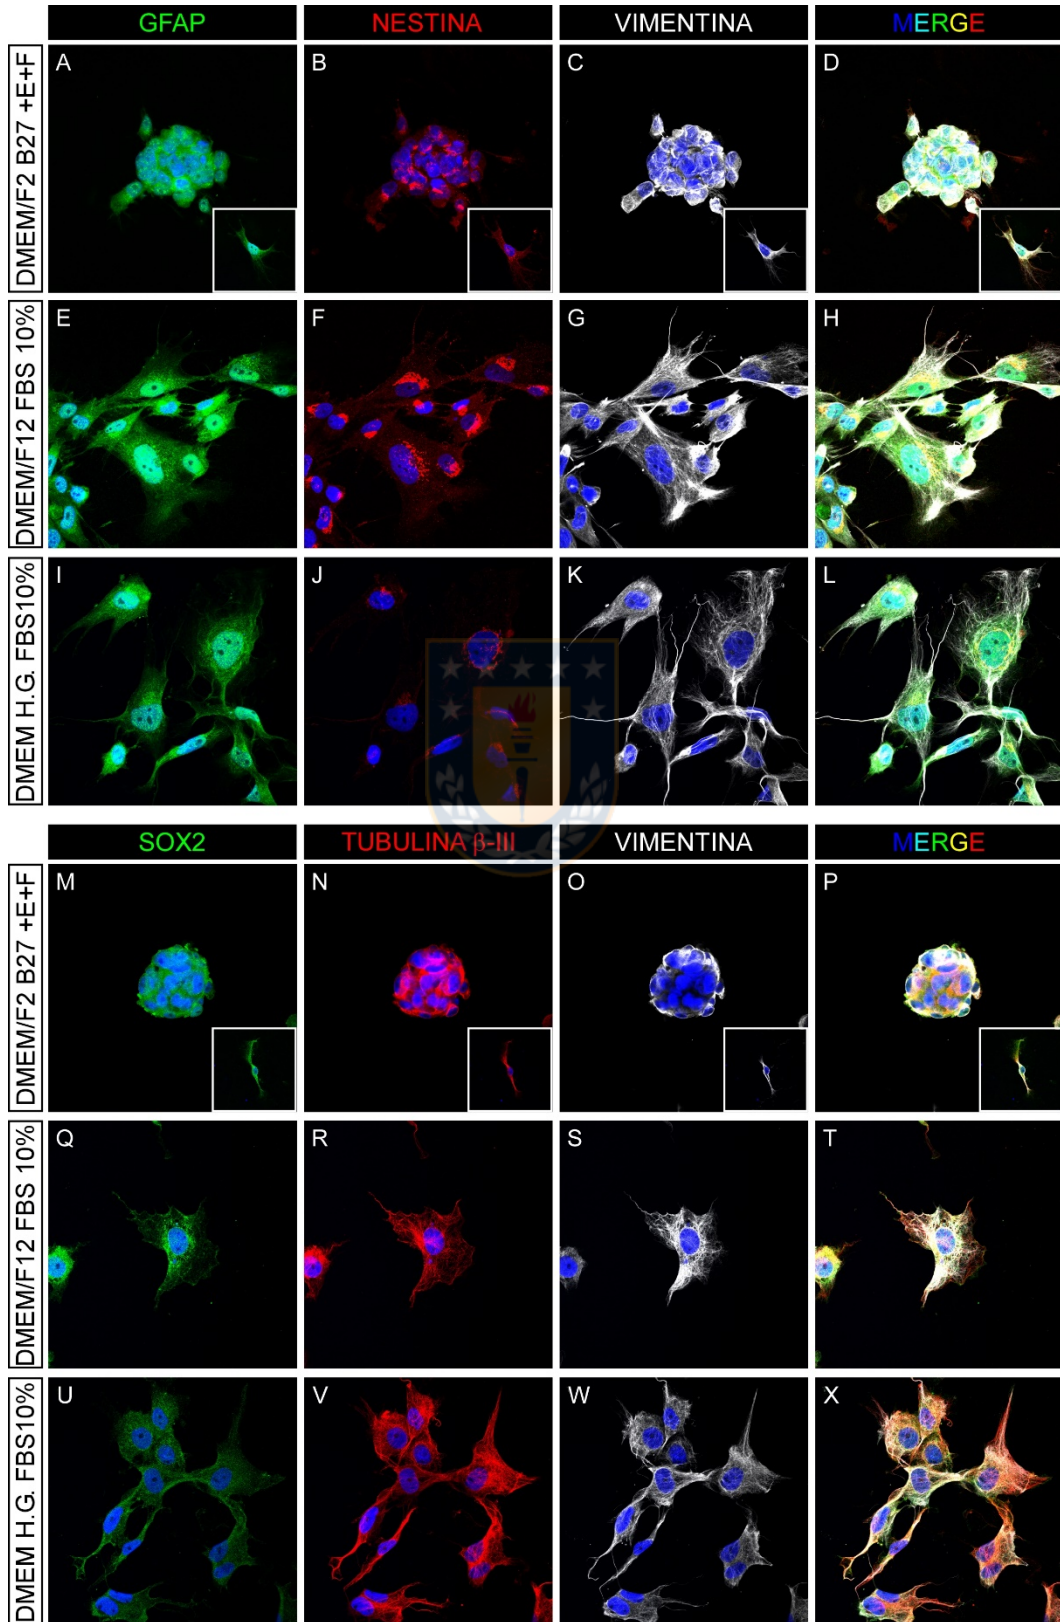 GFAP NESTINA VIMENTINA MERGE
DMEM/F2 B27 +E+F
A B C D
DMEM/F12 FBS 10%
E F G H
DMEM H.G. FBS10%
I J K L
SOX2 TUBULINA β-III VIMENTINA MERGE
DMEM/F2 B27 +E+F
M N O P
DMEM/F12 FBS 10%
Q R S T
DMEM H.G. FBS10%
U V W X